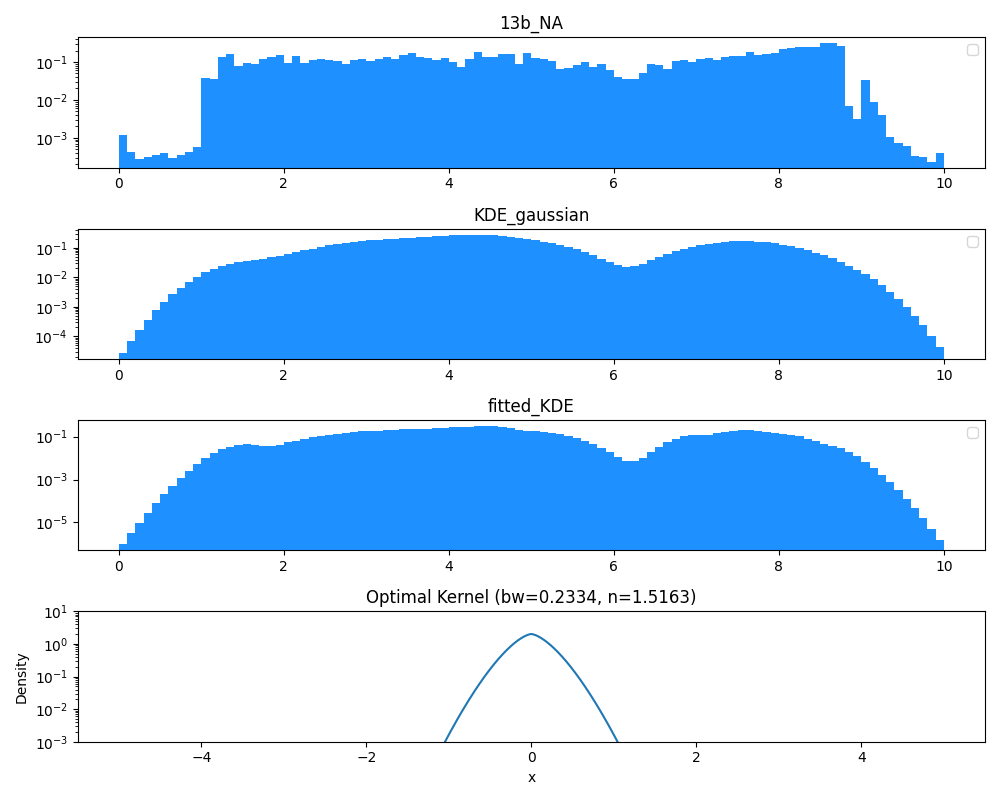 13b_NA
10⁻¹
10⁻²
10⁻³
0 2 4 6 8 10
KDE_gaussian
10⁻¹
10⁻²
10⁻³
10⁻⁴
0 2 4 6 8 10
fitted_KDE
10⁻¹
10⁻³
10⁻⁵
0 2 4 6 8 10
Optimal Kernel (bw=0.2334, n=1.5163)
Density
10¹
10⁰
10⁻¹
10⁻²
10⁻³
−4 −2 0 2 4
x